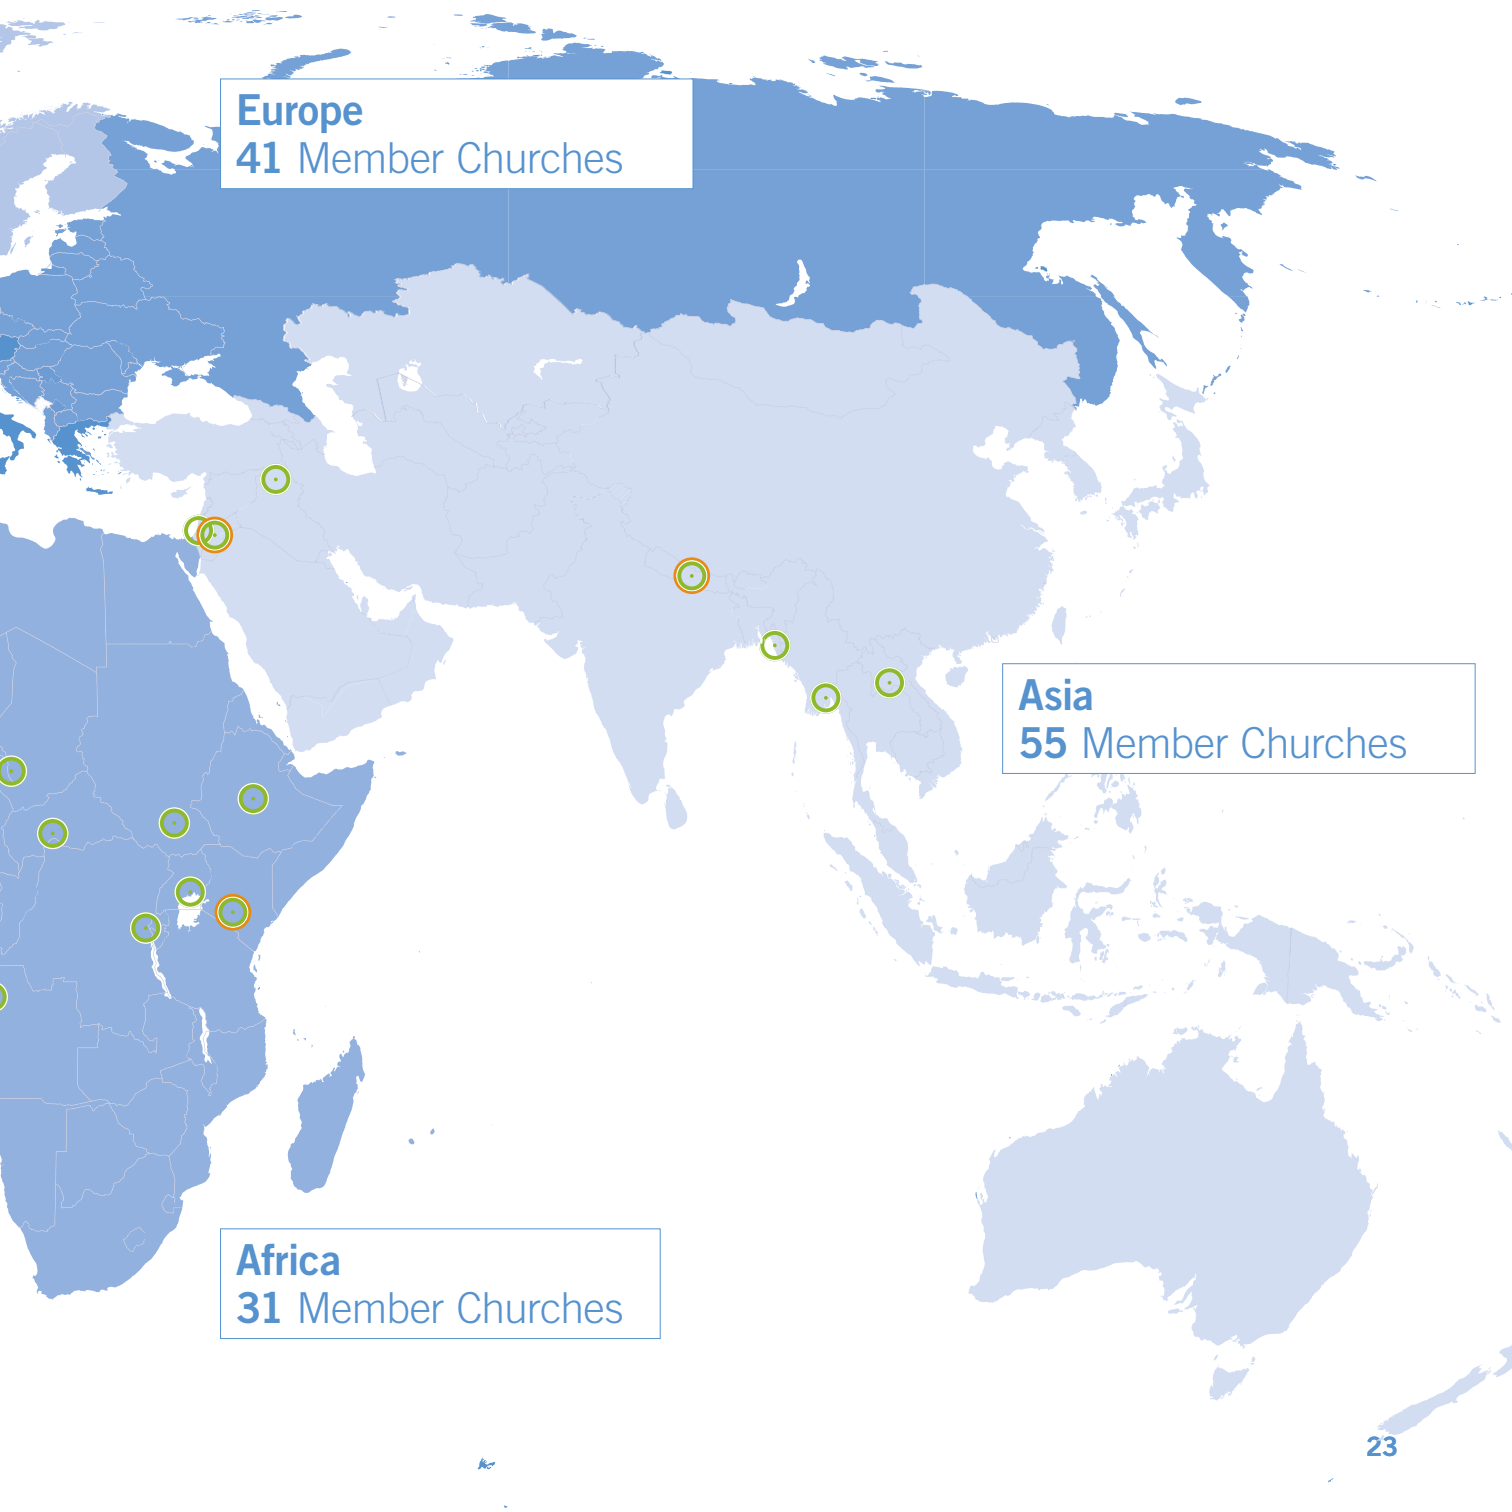 Europe
41 Member Churches
Asia
55 Member Churches
Africa
31 Member Churches
23